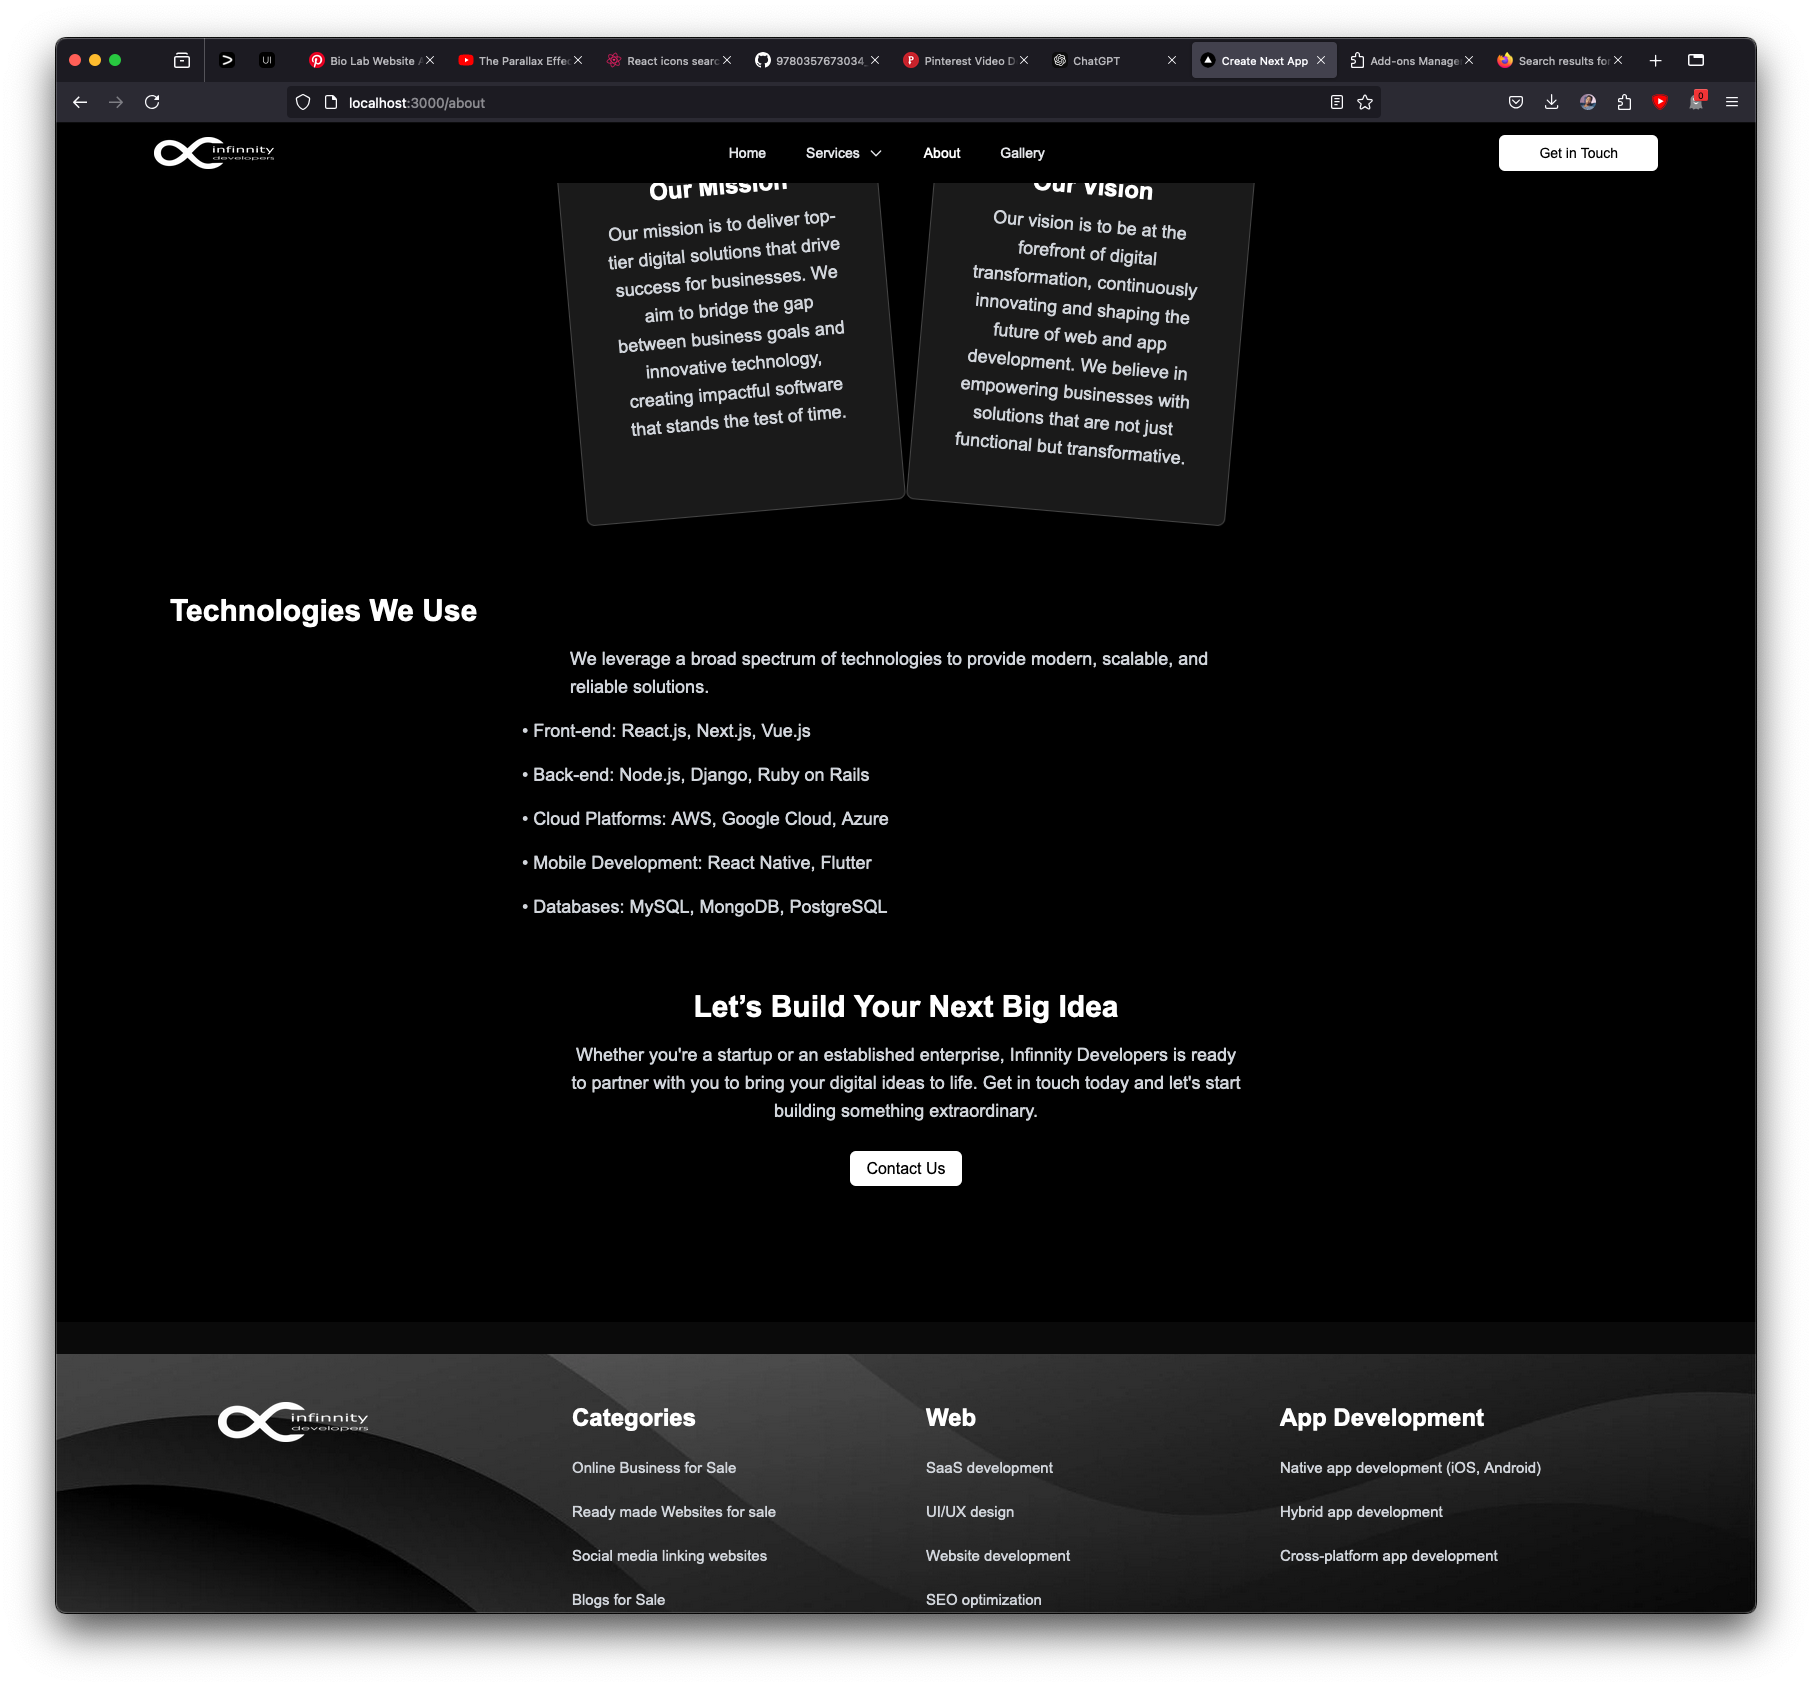 UI
Bio Lab Website
The Parallax Effec
React icons searc
9780357673034_
Pinterest Video D
ChatGPT
Create Next App
Add-ons Manage
Search results for
localhost:3000/about
0
infinnity
developers
Home
Services
About
Gallery
Get in Touch
Our Mission
Our mission is to deliver top-
tier digital solutions that drive
success for businesses. We
aim to bridge the gap
between business goals and
innovative technology,
creating impactful software
that stands the test of time.
Our Vision
Our vision is to be at the
forefront of digital
transformation, continuously
innovating and shaping the
future of web and app
development. We believe in
empowering businesses with
solutions that are not just
functional but transformative.
Technologies We Use
We leverage a broad spectrum of technologies to provide modern, scalable, and
reliable solutions.
• Front-end: React.js, Next.js, Vue.js
• Back-end: Node.js, Django, Ruby on Rails
• Cloud Platforms: AWS, Google Cloud, Azure
• Mobile Development: React Native, Flutter
• Databases: MySQL, MongoDB, PostgreSQL
Let’s Build Your Next Big Idea
Whether you're a startup or an established enterprise, Infinnity Developers is ready
to partner with you to bring your digital ideas to life. Get in touch today and let's start
building something extraordinary.
Contact Us
infinnity
developers
Categories
Online Business for Sale
Ready made Websites for sale
Social media linking websites
Blogs for Sale
Web
SaaS development
UI/UX design
Website development
SEO optimization
App Development
Native app development (iOS, Android)
Hybrid app development
Cross-platform app development